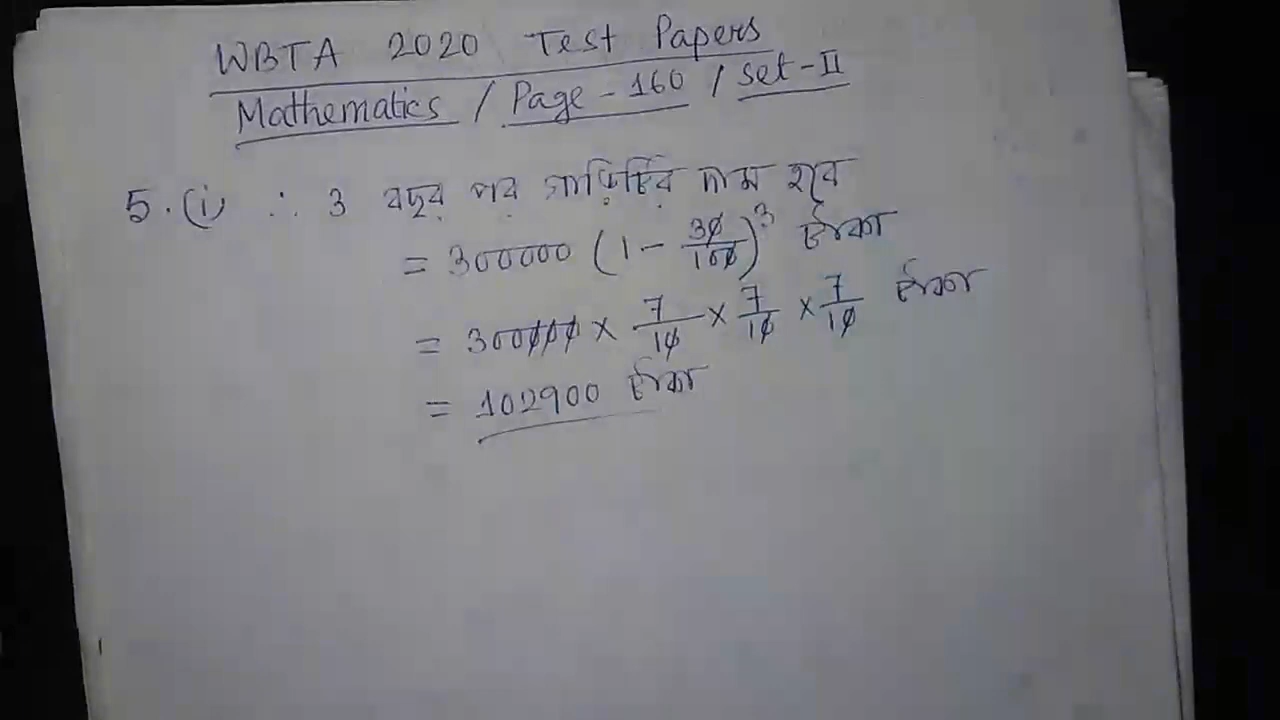 WBTA 2020 Test Papers
Mathematics / Page - 160 / Set - II
5. (i) ∴ 3 বছর পর গাড়িটির দাম হবে
= 300000 (1 - 30/100)³ টাকা
= 300000 × 7/10 × 7/10 × 7/10 টাকা
= 102900 টাকা